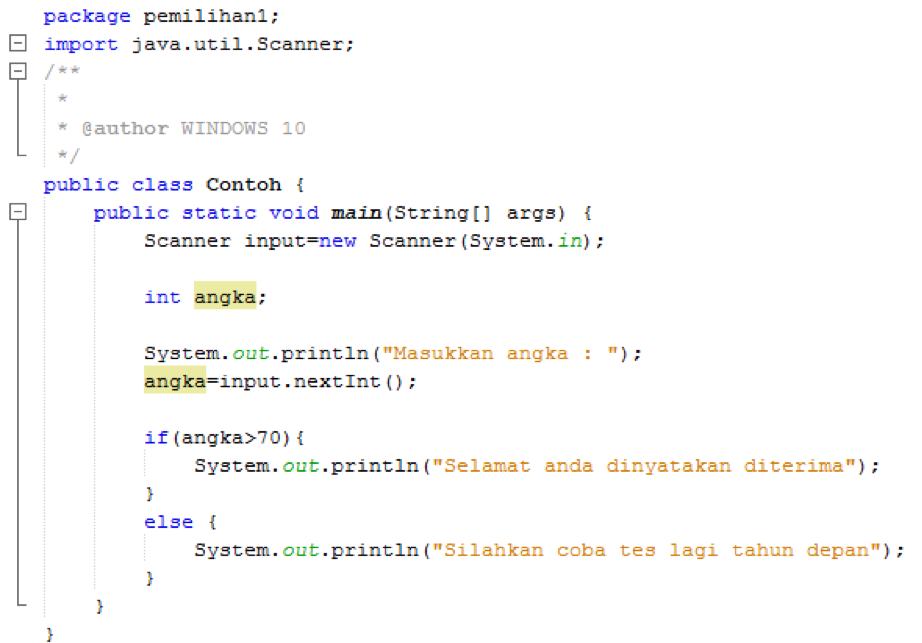 package pemilihan1;
import java.util.Scanner;
/**
 *
 * @author WINDOWS 10
 */
public class Contoh {
    public static void main(String[] args) {
        Scanner input=new Scanner(System.in);

        int angka;

        System.out.println("Masukkan angka : ");
        angka=input.nextInt();

        if(angka>70){
            System.out.println("Selamat anda dinyatakan diterima");
        }
        else {
            System.out.println("Silahkan coba tes lagi tahun depan");
        }
    }
}